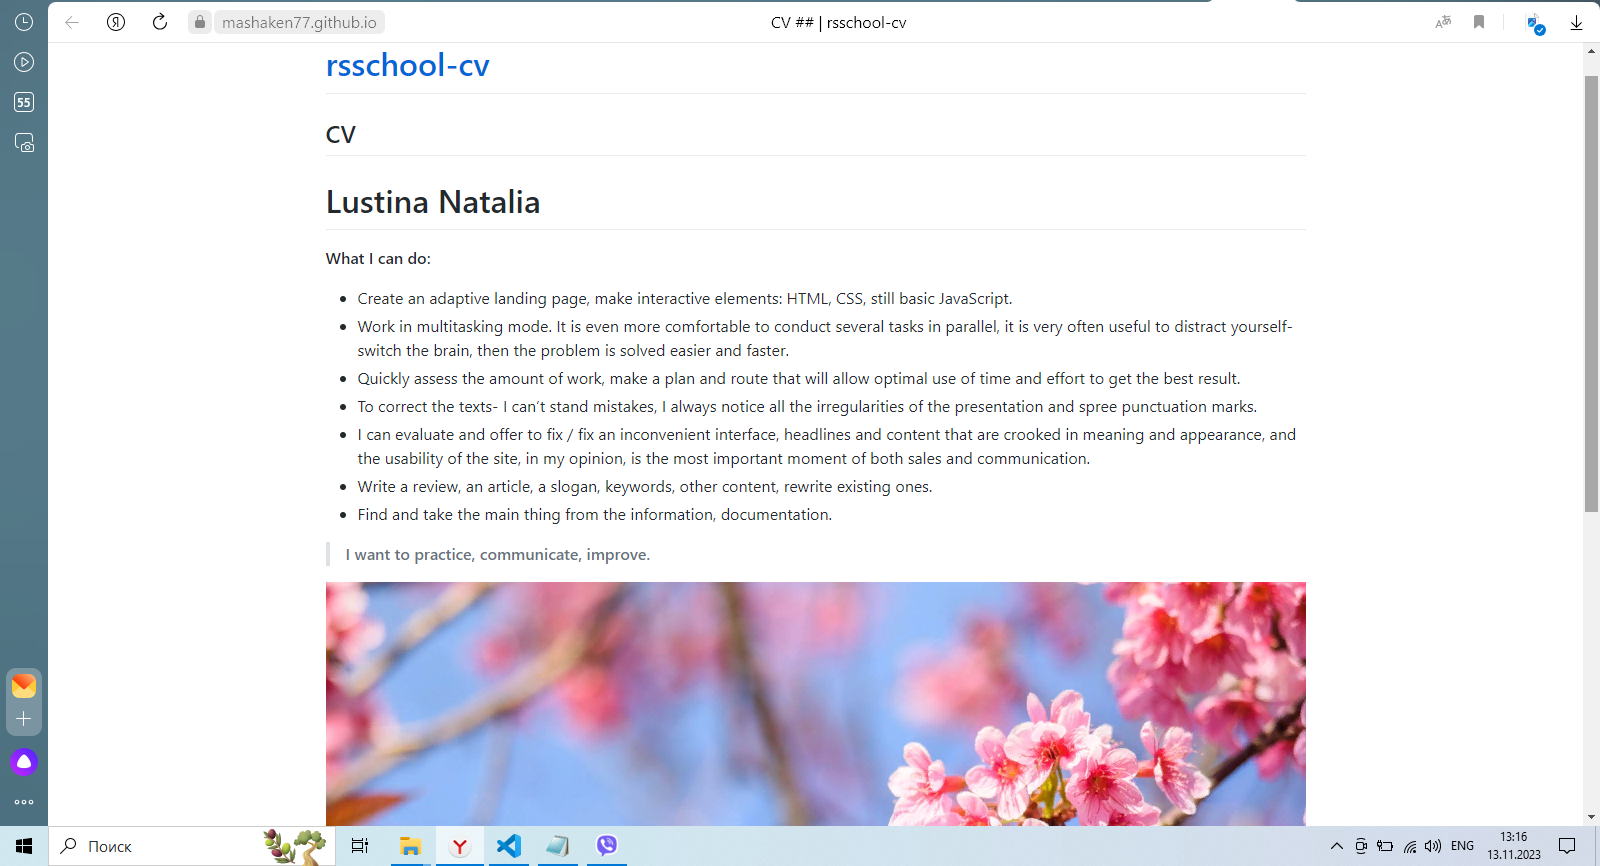 mashaken77.github.io
CV ## | rsschool-cv
55
rsschool-cv
CV
Lustina Natalia
What I can do:
Create an adaptive landing page, make interactive elements: HTML, CSS, still basic JavaScript.
Work in multitasking mode. It is even more comfortable to conduct several tasks in parallel, it is very often useful to distract yourself-
switch the brain, then the problem is solved easier and faster.
Quickly assess the amount of work, make a plan and route that will allow optimal use of time and effort to get the best result.
To correct the texts- I can't stand mistakes, I always notice all the irregularities of the presentation and spree punctuation marks.
I can evaluate and offer to fix / fix an inconvenient interface, headlines and content that are crooked in meaning and appearance, and
the usability of the site, in my opinion, is the most important moment of both sales and communication.
Write a review, an article, a slogan, keywords, other content, rewrite existing ones.
Find and take the main thing from the information, documentation.
I want to practice, communicate, improve.
Поиск
ENG
13:16
13.11.2023